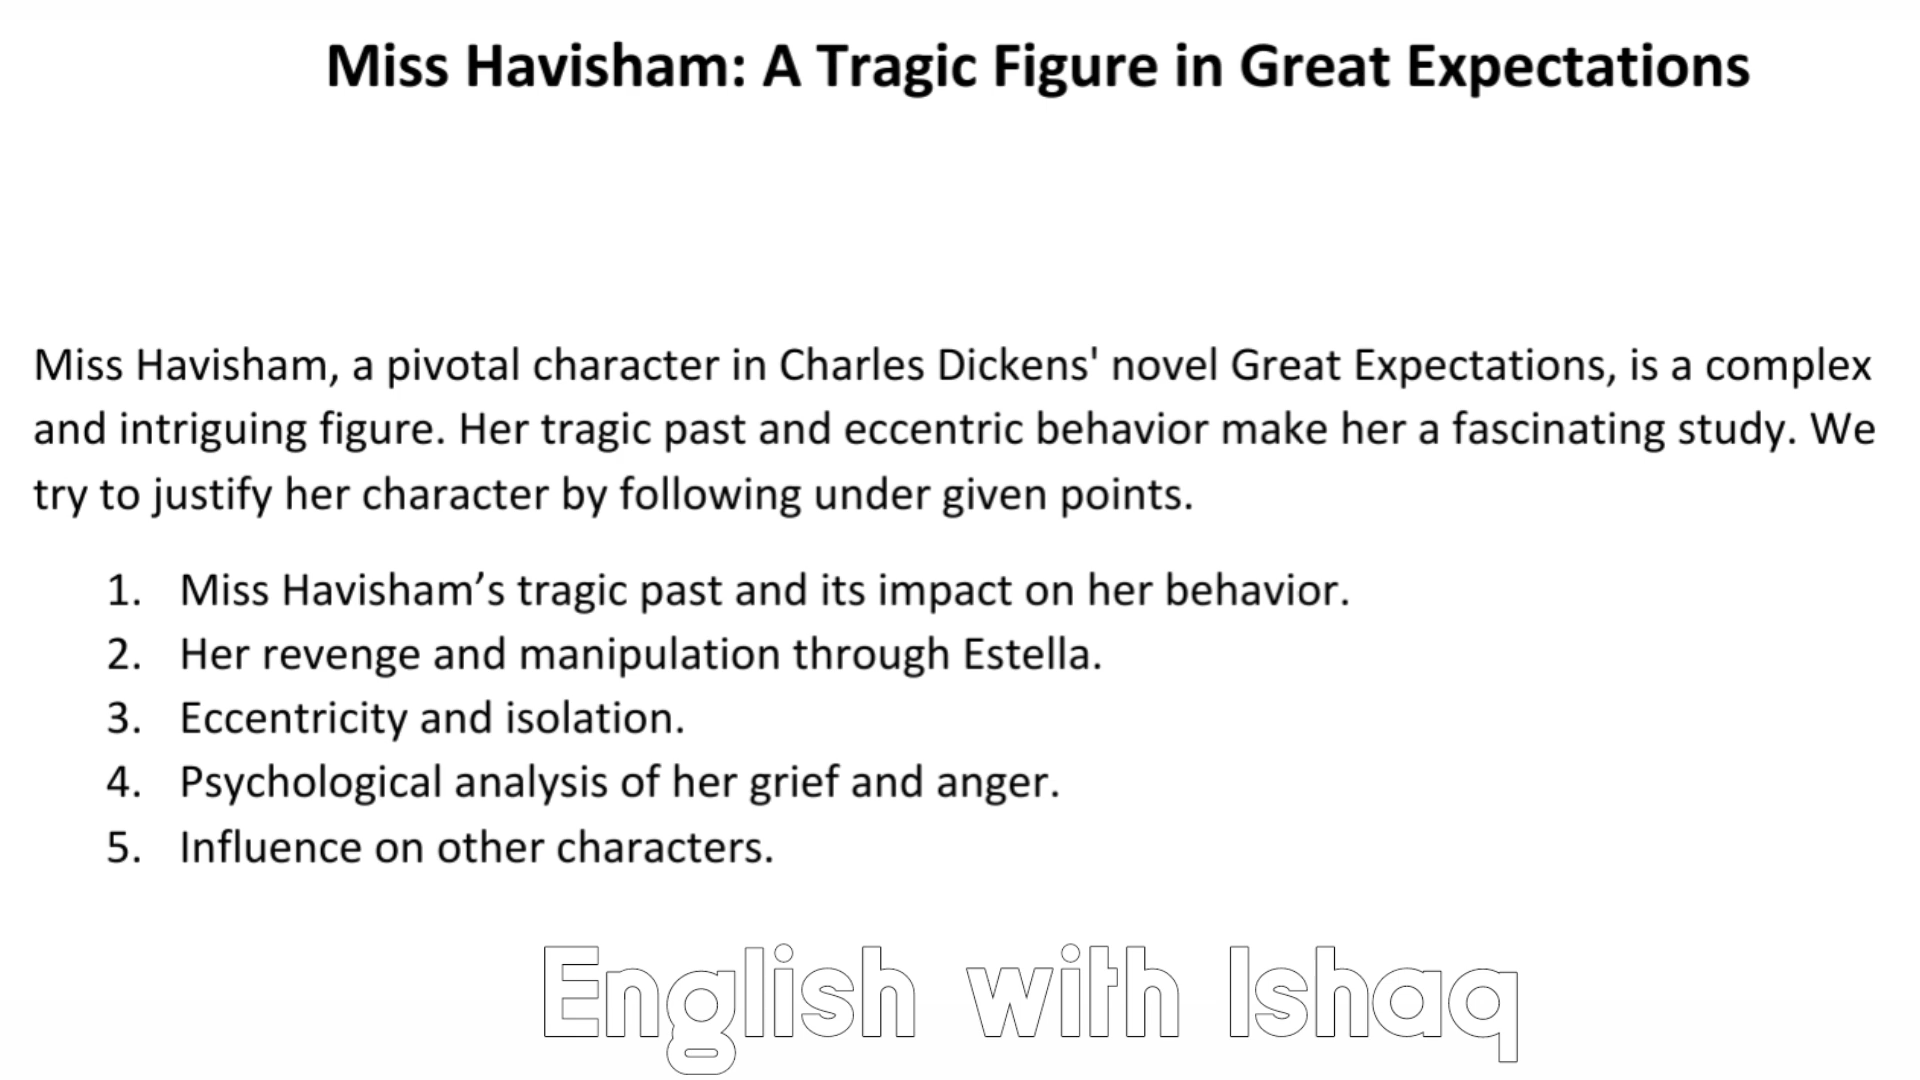 Miss Havisham: A Tragic Figure in Great Expectations
Miss Havisham, a pivotal character in Charles Dickens' novel Great Expectations, is a complex
and intriguing figure. Her tragic past and eccentric behavior make her a fascinating study. We
try to justify her character by following under given points.
1. Miss Havisham’s tragic past and its impact on her behavior.
2. Her revenge and manipulation through Estella.
3. Eccentricity and isolation.
4. Psychological analysis of her grief and anger.
5. Influence on other characters.
English with Ishaq